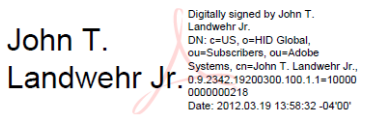 John T.
Landwehr Jr.
Digitally signed by John T.
Landwehr Jr.
DN: c=US, o=HID Global,
ou=Subscribers, ou=Adobe
Systems, cn=John T. Landwehr Jr.,
0.9.2342.19200300.100.1.1=10000
0000000218
Date: 2012.03.19 13:58:32 -04'00'